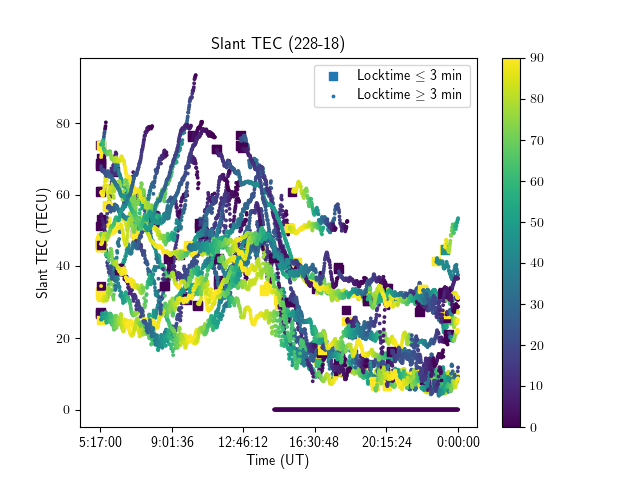 Slant TEC (228-18)
Locktime ≤ 3 min
Locktime ≥ 3 min
Slant TEC (TECU)
80
60
40
20
0
5:17:00 9:01:36 12:46:12 16:30:48 20:15:24 0:00:00
Time (UT)
90
80
70
60
50
40
30
20
10
0